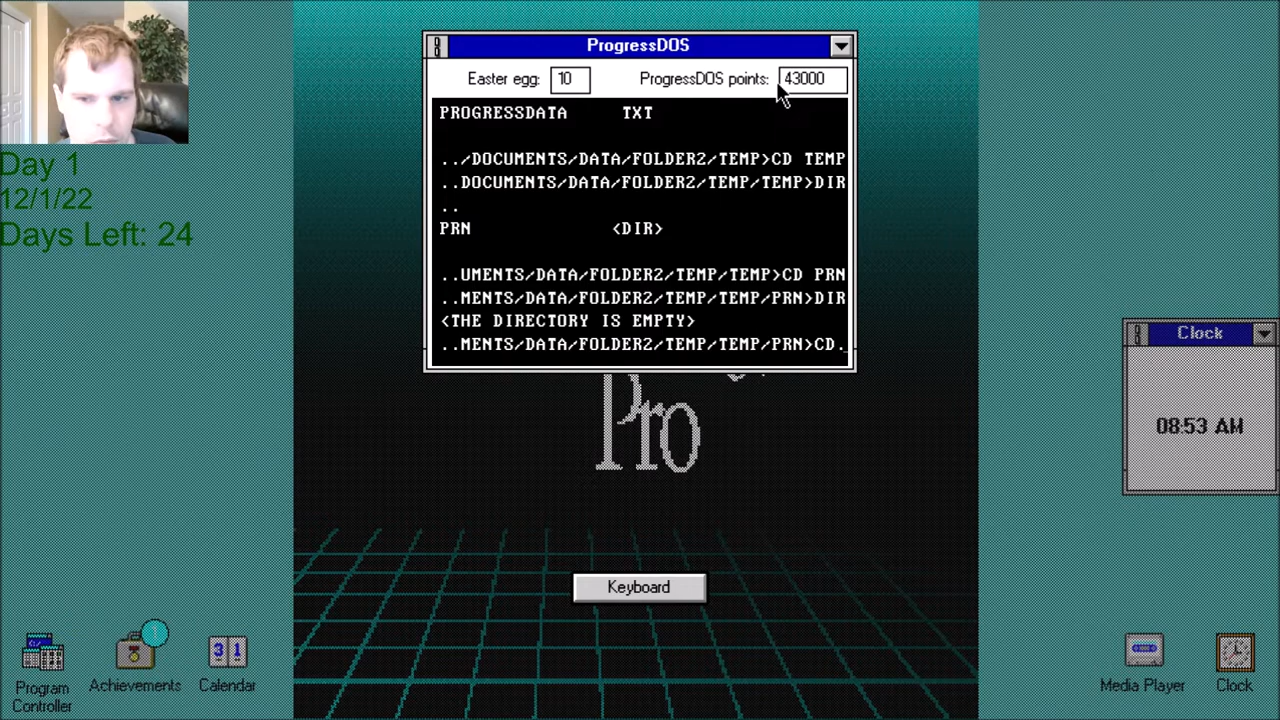 ProgressDOS
Easter egg: 10 ProgressDOS points: 43000
PROGRESSDATA TXT
../DOCUMENTS/DATA/FOLDER2/TEMP>CD TEMP
..DOCUMENTS/DATA/FOLDER2/TEMP/TEMP>DIR
..
PRN <DIR>
..UMENTS/DATA/FOLDER2/TEMP/TEMP>CD PRN
..MENTS/DATA/FOLDER2/TEMP/TEMP/PRN>DIR
<THE DIRECTORY IS EMPTY>
..MENTS/DATA/FOLDER2/TEMP/TEMP/PRN>CD._
Day 1
12/1/22
Days Left: 24
Clock
08:53 AM
Pro
Keyboard
Program Controller
Achievements
1
31
Calendar
Media Player
Clock